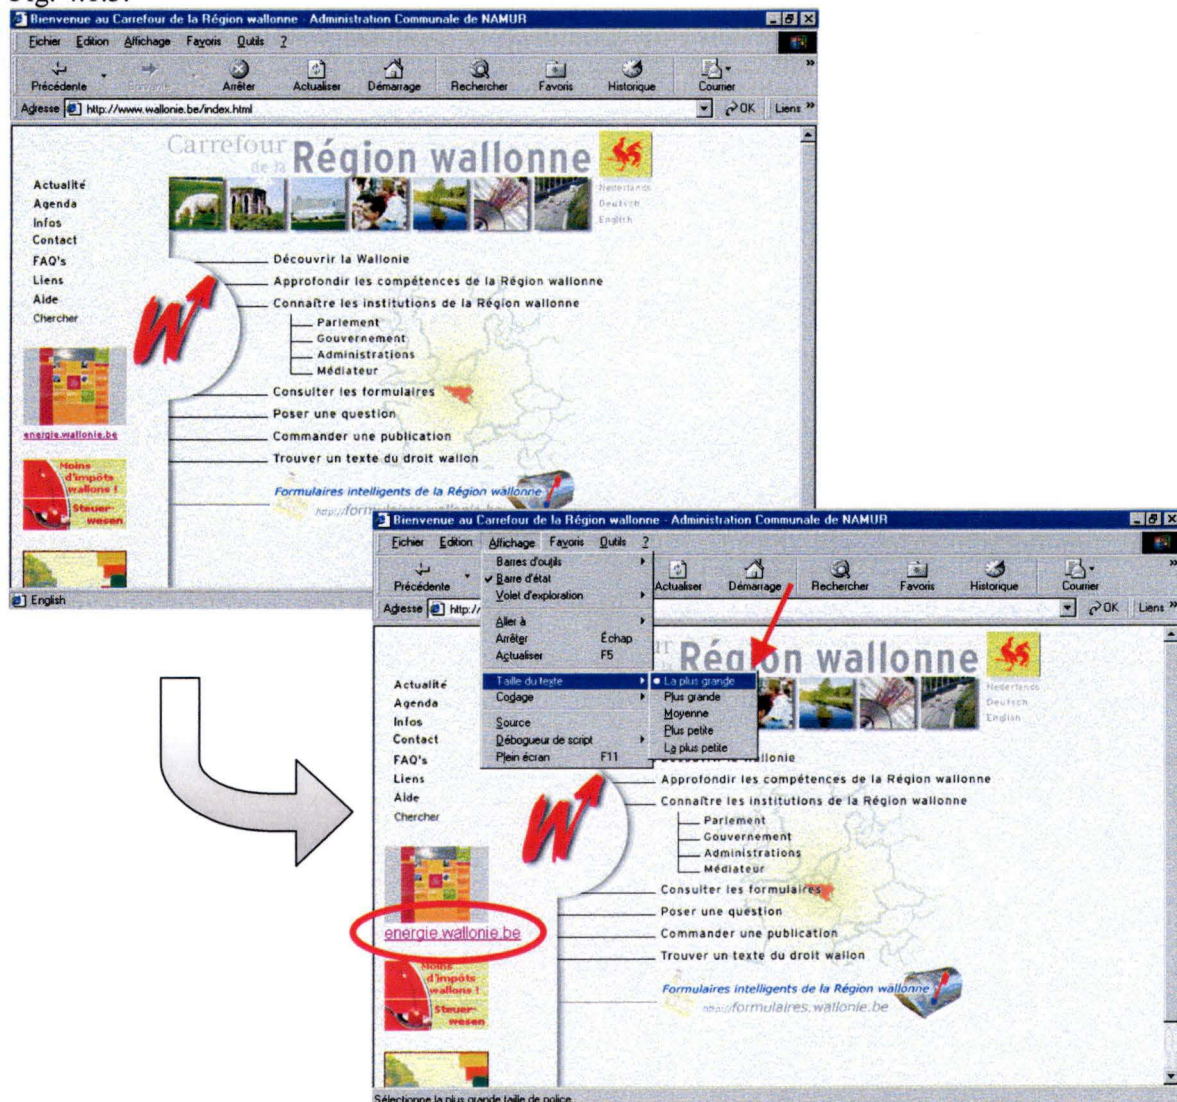 Bienvenue au Carrefour de la Région wallonne - Administration Communale de NAMUR
Fichier Edition Affichage Favoris Outils ?
Précédente Suivante Arrêter Actualiser Démarrage Rechercher Favoris Historique Courrier »
Adresse http://www.wallonie.be/index.html OK Liens »
Carrefour
de la Région wallonne
Nederlands
Deutsch
English
Actualité
Agenda
Infos
Contact
FAQ's
Liens
Aide
Chercher
energie.wallonie.be
Moins
d'impôts
wallons !
Steuer-
wesen
Découvrir la Wallonie
Approfondir les compétences de la Région wallonne
Connaître les institutions de la Région wallonne
Parlement
Gouvernement
Administrations
Médiateur
Consulter les formulaires
Poser une question
Commander une publication
Trouver un texte du droit wallon
Formulaires intelligents de la Région wallonne
English
Bienvenue au Carrefour de la Région wallonne - Administration Communale de NAMUR
Fichier Edition Affichage Favoris Outils ?
Précédente Actualiser Démarrage Rechercher Favoris Historique Courrier »
Adresse http:/ OK Liens »
Barres d'outils
Barre d'état
Volet d'exploration
Aller à
Arrêter Échap
Actualiser F5
Taille du texte
Codage
Source
Débogueur de script
Plein écran F11
La plus grande
Plus grande
Moyenne
Plus petite
La plus petite
Région wallonne
Nederlands
Deutsch
English
Actualité
Agenda
Infos
Contact
FAQ's
Liens
Aide
Chercher
energie.wallonie.be
Moins
d'impôts
wallons !
Steuer-
wesen
Approfondir les compétences de la Région wallonne
Connaître les institutions de la Région wallonne
Parlement
Gouvernement
Administrations
Médiateur
Consulter les formulaires
Poser une question
Commander une publication
Trouver un texte du droit wallon
Formulaires intelligents de la Région wallonne
http://formulaires.wallonie.be
Sélectionne la plus grande taille de police